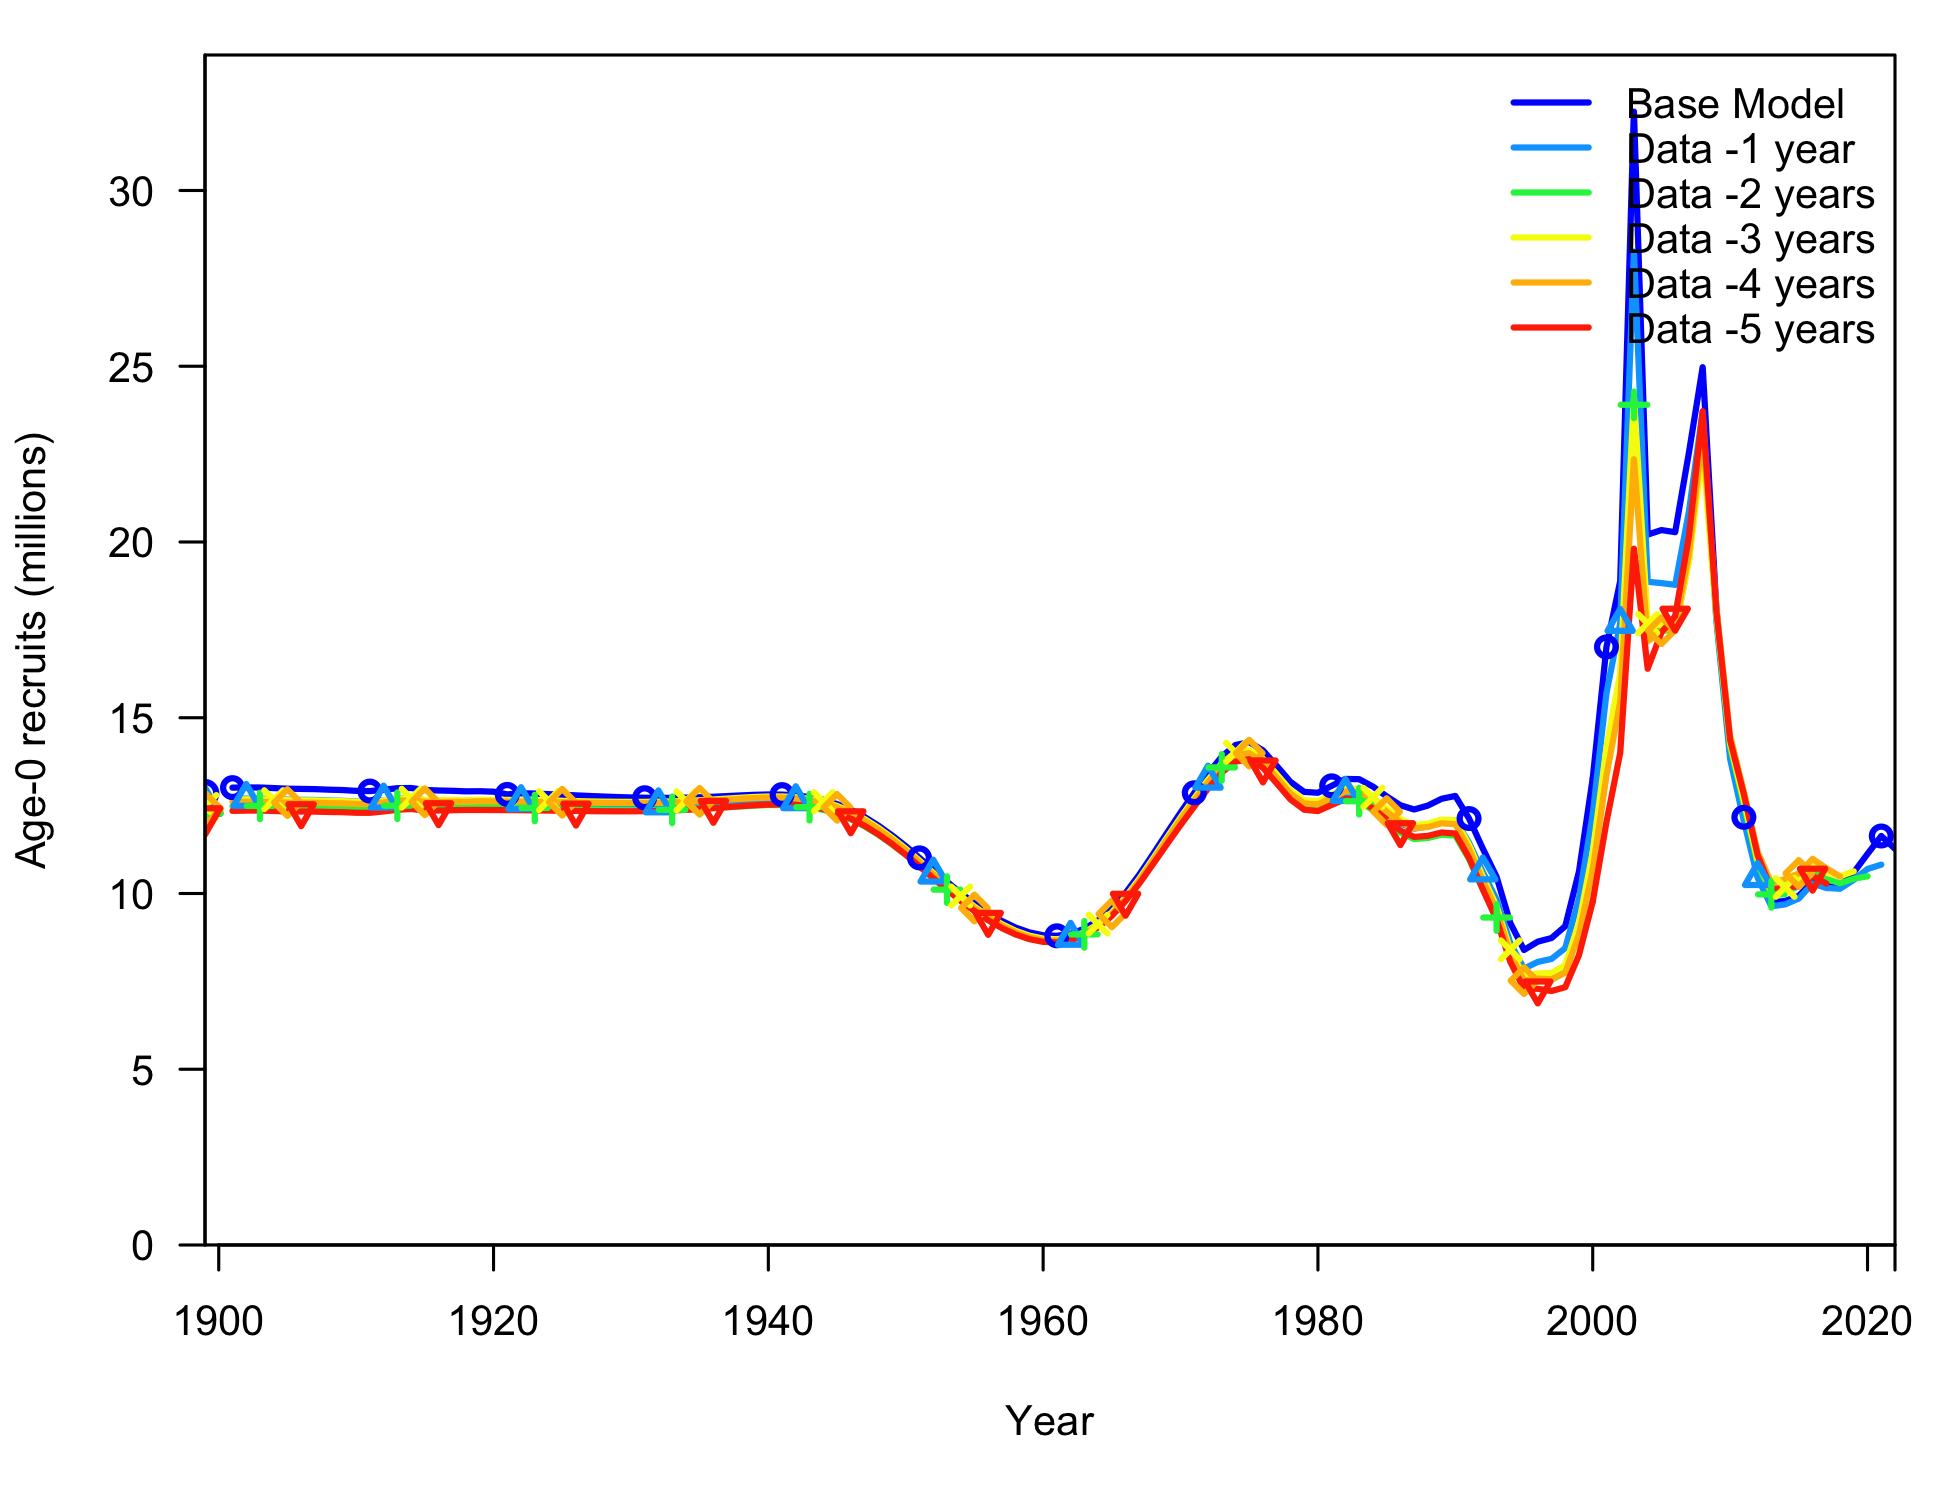 Base Model
Data -1 year
Data -2 years
Data -3 years
Data -4 years
Data -5 years
30
25
20
15
10
5
0
Age-0 recruits (millions)
1900 1920 1940 1960 1980 2000 2020
Year